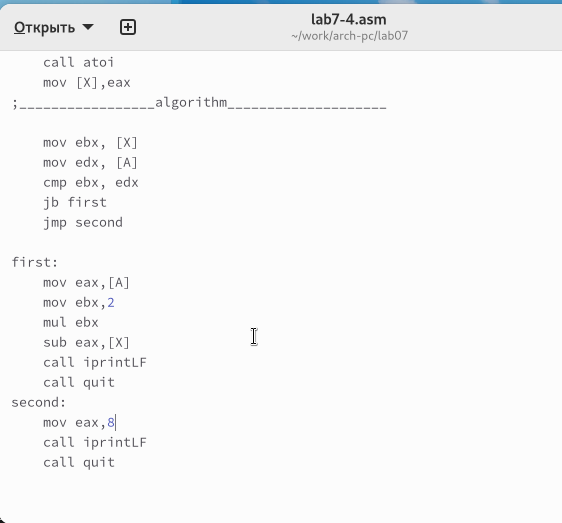 Открыть
lab7-4.asm
~/work/arch-pc/lab07
call atoi
mov [X],eax
;_________________algorithm____________________
mov ebx, [X]
mov edx, [A]
cmp ebx, edx
jb first
jmp second
first:
mov eax,[A]
mov ebx,2
mul ebx
sub eax,[X]
call iprintLF
call quit
second:
mov eax,8
call iprintLF
call quit